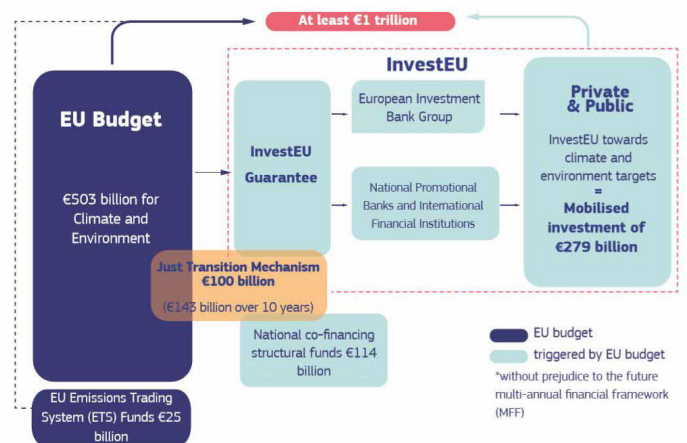 At least €1 trillion
EU Budget
€503 billion for
Climate and
Environment
InvestEU
InvestEU
Guarantee
European Investment
Bank Group
National Promotional
Banks and International
Financial Institutions
Private
& Public
InvestEU towards
climate and
environment targets
=
Mobilised
investment of
€279 billion
Just Transition Mechanism
€100 billion
(€143 billion over 10 years)
National co-financing
structural funds €114
billion
EU Emissions Trading
System (ETS) Funds €25
billion
EU budget
triggered by EU budget
*without prejudice to the future
multi-annual financial framework
(MFF)